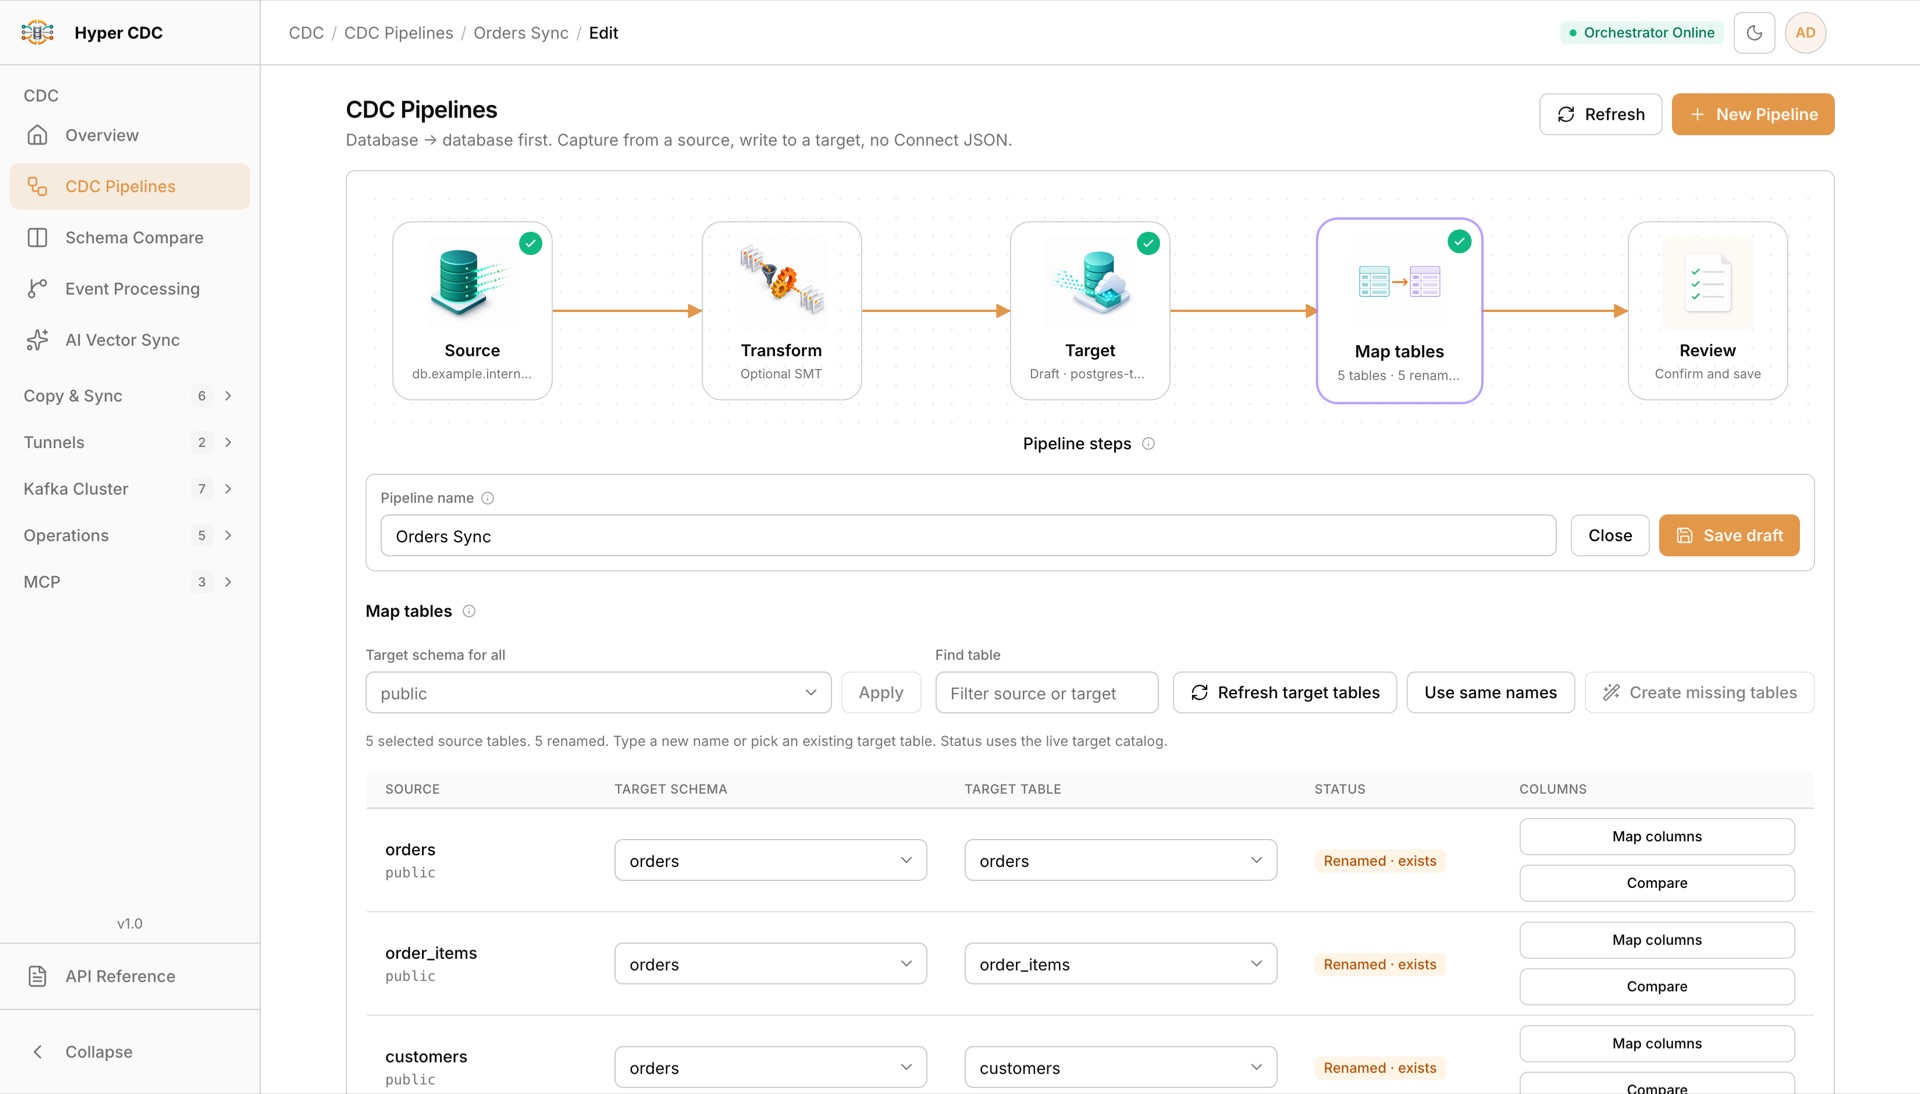 Hyper CDC
CDC / CDC Pipelines / Orders Sync / Edit
Orchestrator Online
AD
CDC
Overview
CDC Pipelines
Schema Compare
Event Processing
AI Vector Sync
Copy & Sync 6
Tunnels 2
Kafka Cluster 7
Operations 5
MCP 3
v1.0
API Reference
Collapse
CDC Pipelines
Database → database first. Capture from a source, write to a target, no Connect JSON.
Refresh
New Pipeline
Source
db.example.intern...
Transform
Optional SMT
Target
Draft · postgres-t...
Map tables
5 tables · 5 renam...
Review
Confirm and save
Pipeline steps
Pipeline name
Orders Sync
Close
Save draft
Map tables
Target schema for all
Find table
public
Apply
Filter source or target
Refresh target tables
Use same names
Create missing tables
5 selected source tables. 5 renamed. Type a new name or pick an existing target table. Status uses the live target catalog.
SOURCE TARGET SCHEMA TARGET TABLE STATUS COLUMNS
orders
public
orders
orders
Renamed · exists
Map columns
Compare
order_items
public
orders
order_items
Renamed · exists
Map columns
Compare
customers
public
orders
customers
Renamed · exists
Map columns
Compare